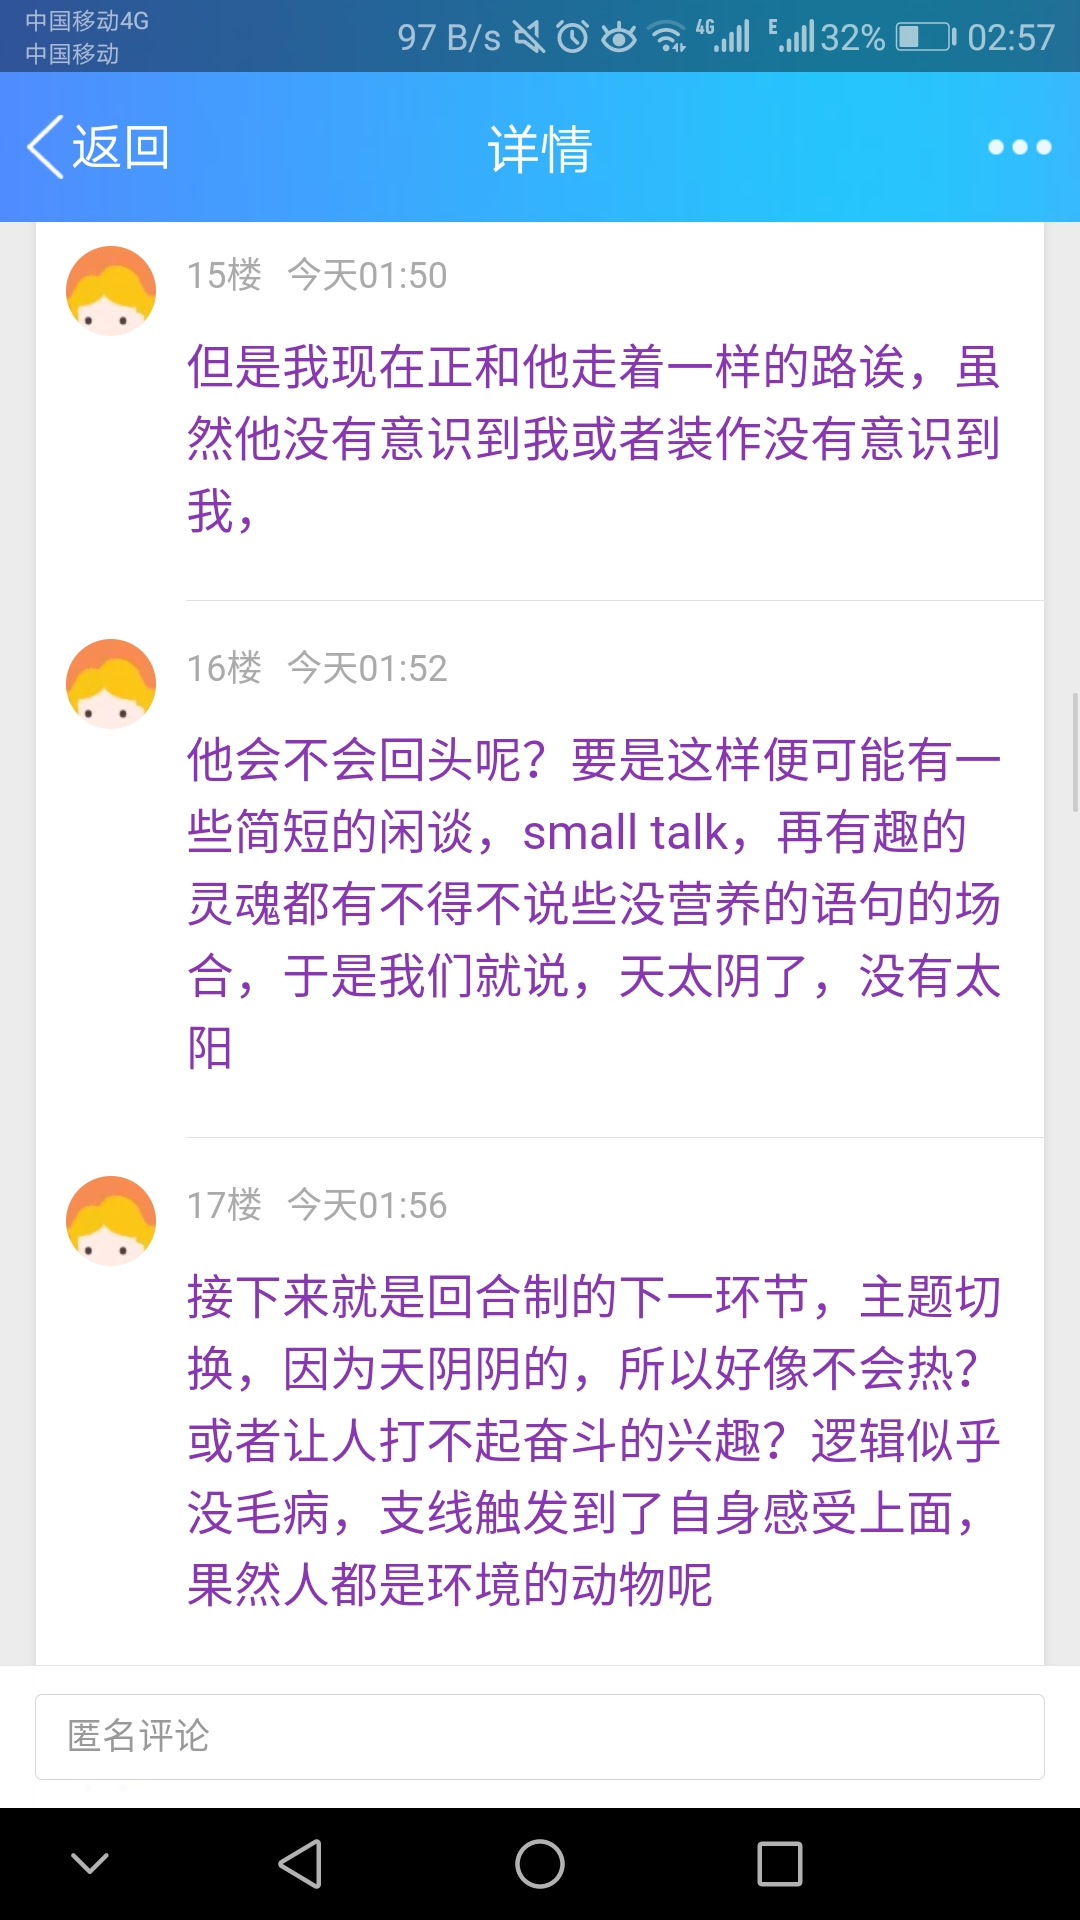 中国移动4G
中国移动
97 B/s 4G E 32% 02:57
返回 详情
15楼 今天01:50
但是我现在正和他走着一样的路诶，虽
然他没有意识到我或者装作没有意识到
我，
16楼 今天01:52
他会不会回头呢？要是这样便可能有一
些简短的闲谈，small talk，再有趣的
灵魂都有不得不说些没营养的语句的场
合，于是我们就说，天太阴了，没有太
阳
17楼 今天01:56
接下来就是回合制的下一环节，主题切
换，因为天阴阴的，所以好像不会热？
或者让人打不起奋斗的兴趣？逻辑似乎
没毛病，支线触发到了自身感受上面，
果然人都是环境的动物呢
匿名评论